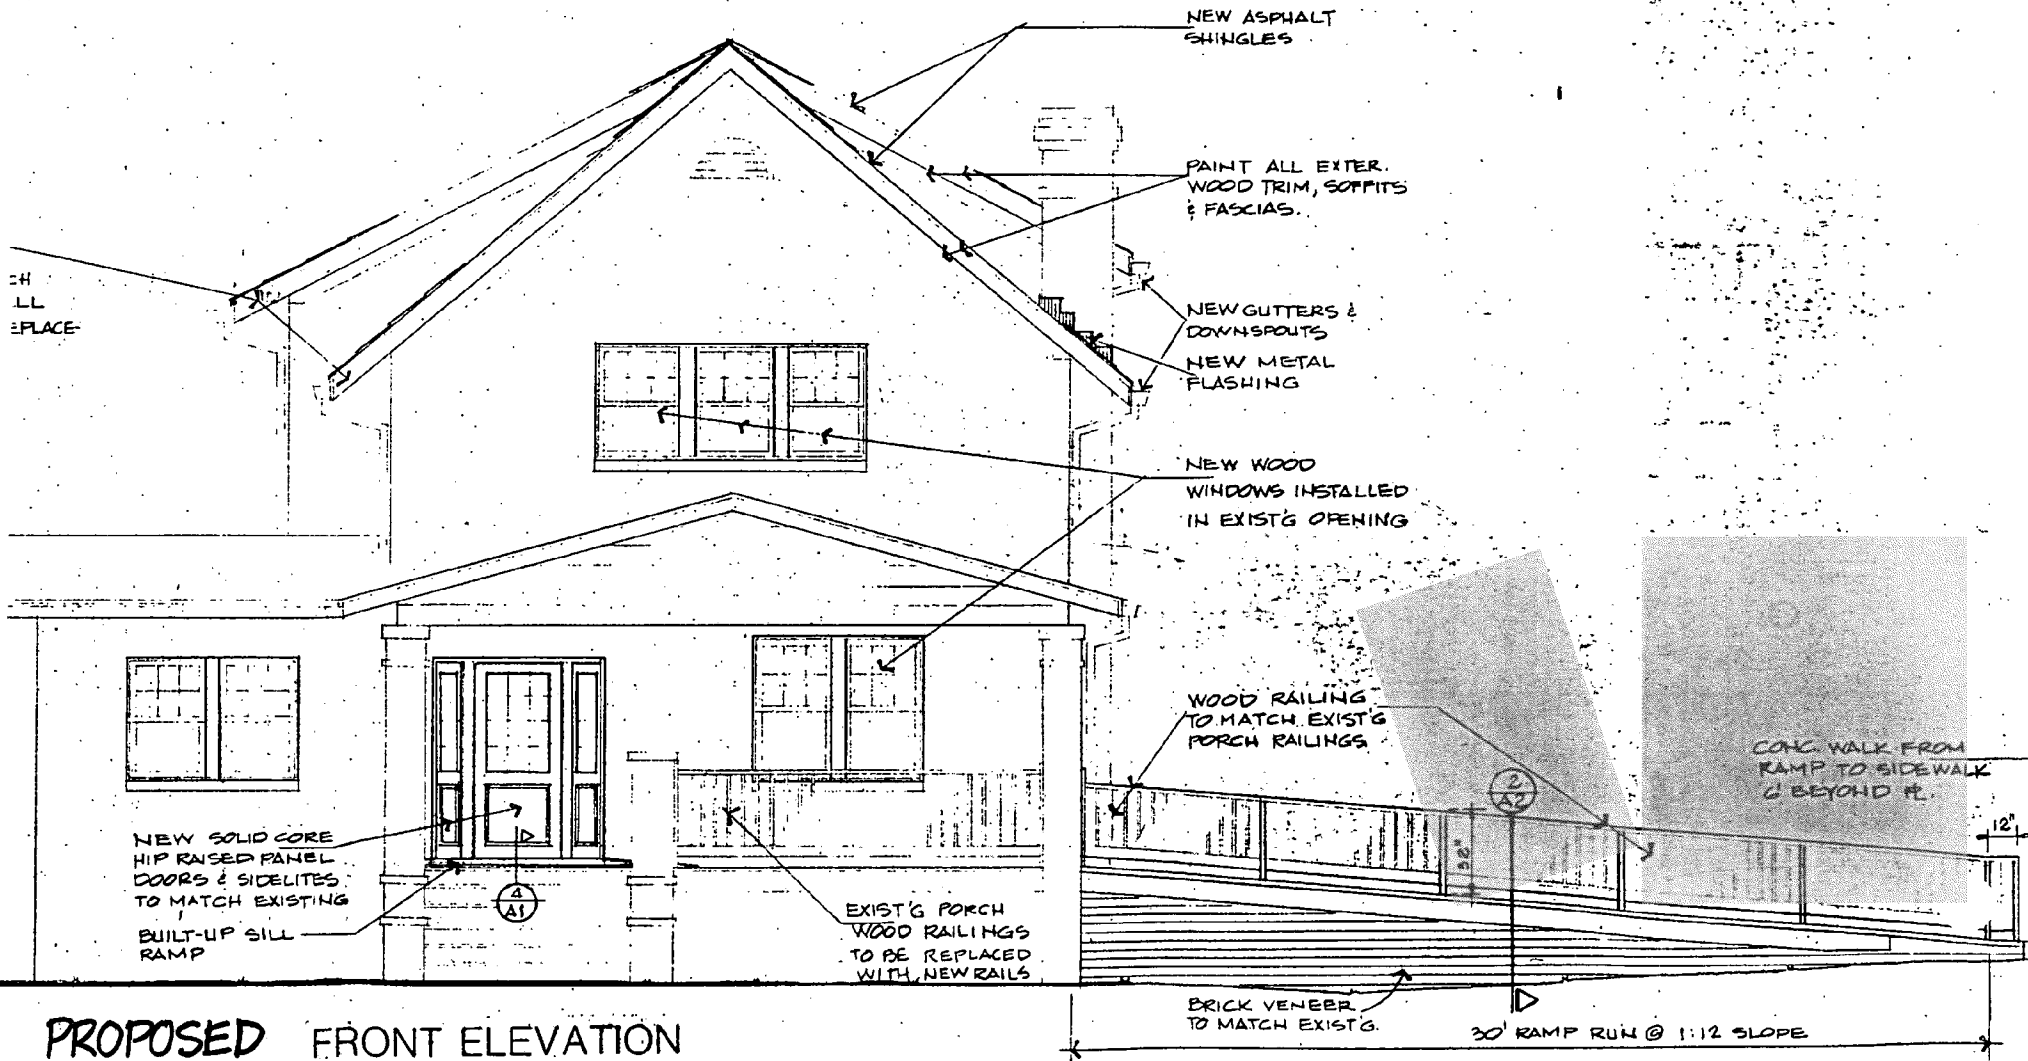 NEW ASPHALT
SHINGLES
PAINT ALL EXTER.
WOOD TRIM, SOFFITS
& FASCIAS.
LL
EPLACE-
NEW GUTTERS &
DOWNSPOUTS
NEW METAL
FLASHING
NEW WOOD
WINDOWS INSTALLED
IN EXIST'G OPENING
WOOD RAILING
TO MATCH EXIST'G
PORCH RAILINGS
CONC. WALK FROM
RAMP TO SIDEWALK
BEYOND
2
A2
12"
32"
NEW SOLID CORE
HIP RAISED PANEL
DOORS & SIDELITES
TO MATCH EXISTING
BUILT-UP SILL
RAMP
4
A1
EXIST'G PORCH
WOOD RAILINGS
TO BE REPLACED
WITH NEW RAILS
BRICK VENEER
TO MATCH EXIST'G.
30' RAMP RUN @ 1:12 SLOPE
PROPOSED FRONT ELEVATION